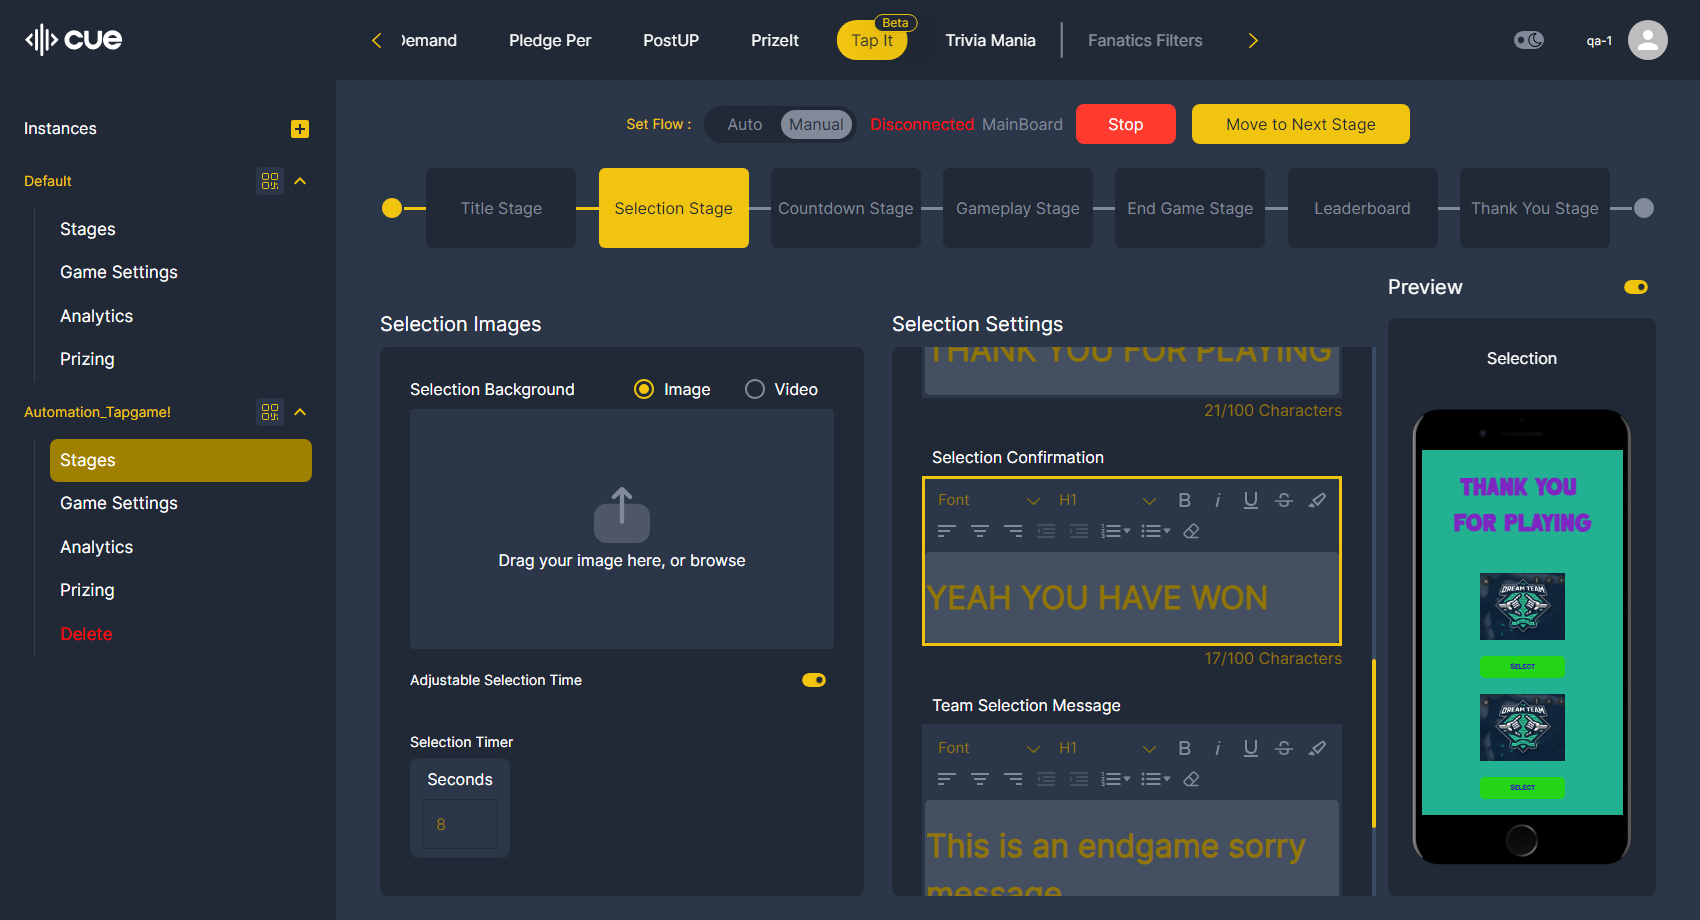 cue
Demand
Pledge Per
PostUP
PrizeIt
Tap It
Beta
Trivia Mania
Fanatics Filters
qa-1
Instances
Default
Stages
Game Settings
Analytics
Prizing
Automation_Tapgame!
Stages
Game Settings
Analytics
Prizing
Delete
Set Flow :
Auto
Manual
Disconnected MainBoard
Stop
Move to Next Stage
Title Stage
Selection Stage
Countdown Stage
Gameplay Stage
End Game Stage
Leaderboard
Thank You Stage
Selection Images
Selection Background
Image
Video
Drag your image here, or browse
Adjustable Selection Time
Selection Timer
Seconds
8
Selection Settings
THANK YOU FOR PLAYING
21/100 Characters
Selection Confirmation
Font
H1
YEAH YOU HAVE WON
17/100 Characters
Team Selection Message
Font
H1
This is an endgame sorry
message
Preview
Selection
THANK YOU
FOR PLAYING
DREAM TEAM
SELECT
DREAM TEAM
SELECT